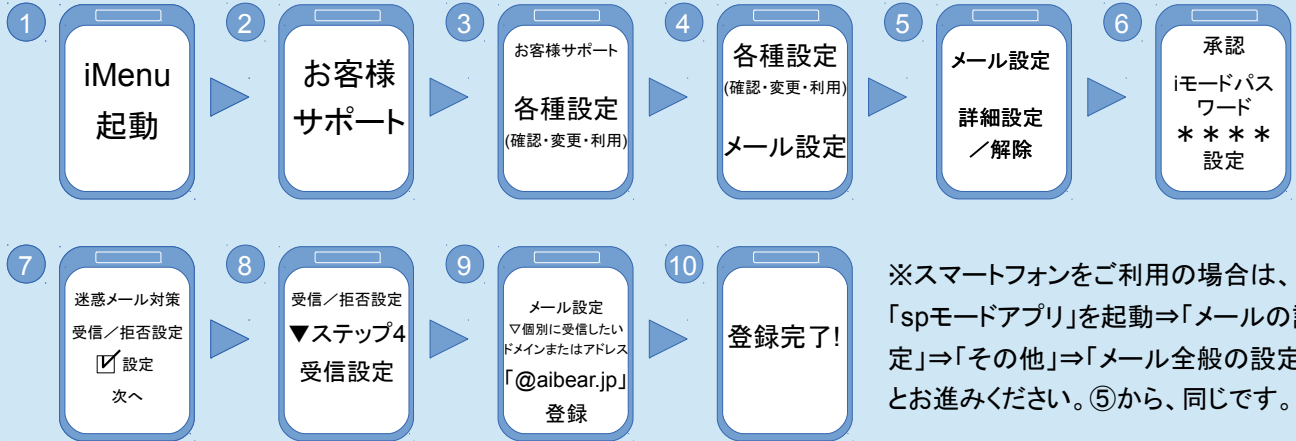 1
iMenu
起動
2
お客様
サポート
3
お客様サポート
各種設定
(確認・変更・利用)
4
各種設定
(確認・変更・利用)
メール設定
5
メール設定
詳細設定
／解除
6
承認
iモードパス
ワード
＊＊＊＊
設定
7
迷惑メール対策
受信／拒否設定
☑設定
次へ
8
受信／拒否設定
▼ステップ4
受信設定
9
メール設定
▽個別に受信したい
ドメインまたはアドレス
「@aibear.jp」
登録
10
登録完了!
※スマートフォンをご利用の場合は、
「spモードアプリ」を起動⇒「メールの
定」⇒「その他」⇒「メール全般の設定
とお進みください。⑤から、同じです。